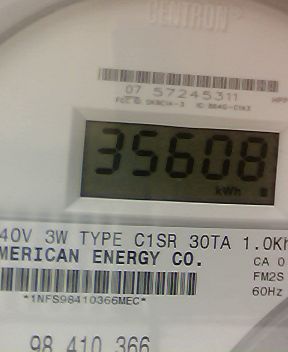 CENTRON®
07 57245311
35608
kWh
40V 3W TYPE C1SR 30TA 1.0Kh
MERICAN ENERGY CO.
CA 0
FM2S
60Hz
*1NFS98410366MEC*
98 410 366